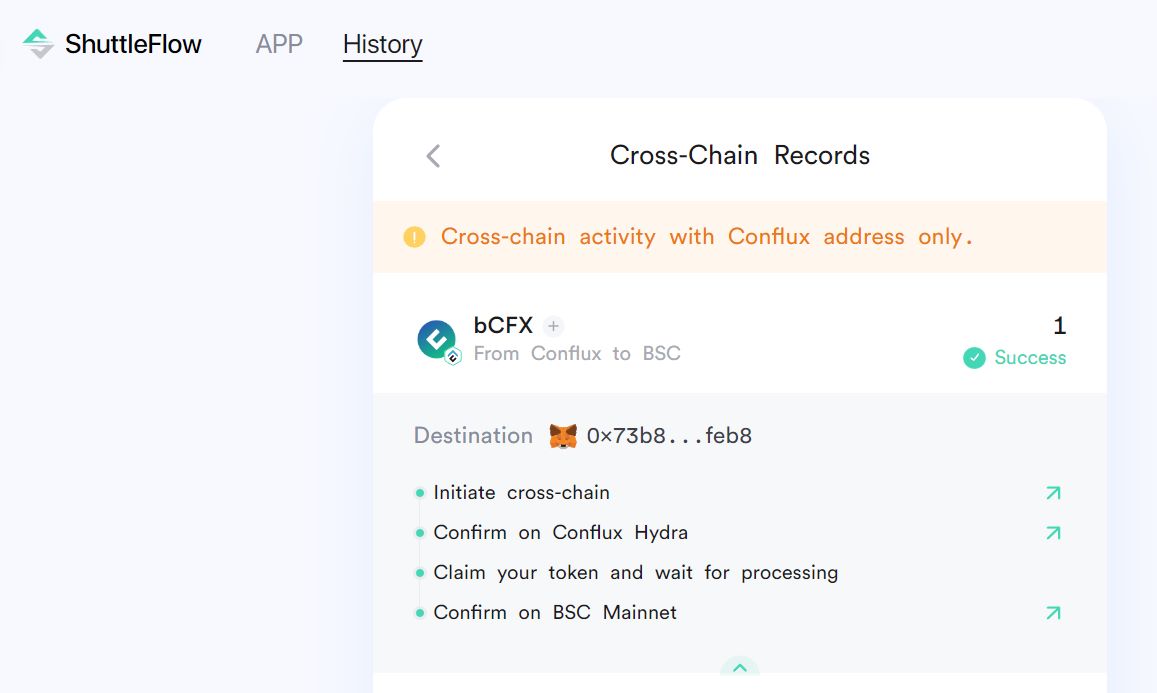 ShuttleFlow APP History
Cross-Chain Records
Cross-chain activity with Conflux address only.
bCFX 1
From Conflux to BSC Success
Destination 0x73b8...feb8
Initiate cross-chain
Confirm on Conflux Hydra
Claim your token and wait for processing
Confirm on BSC Mainnet